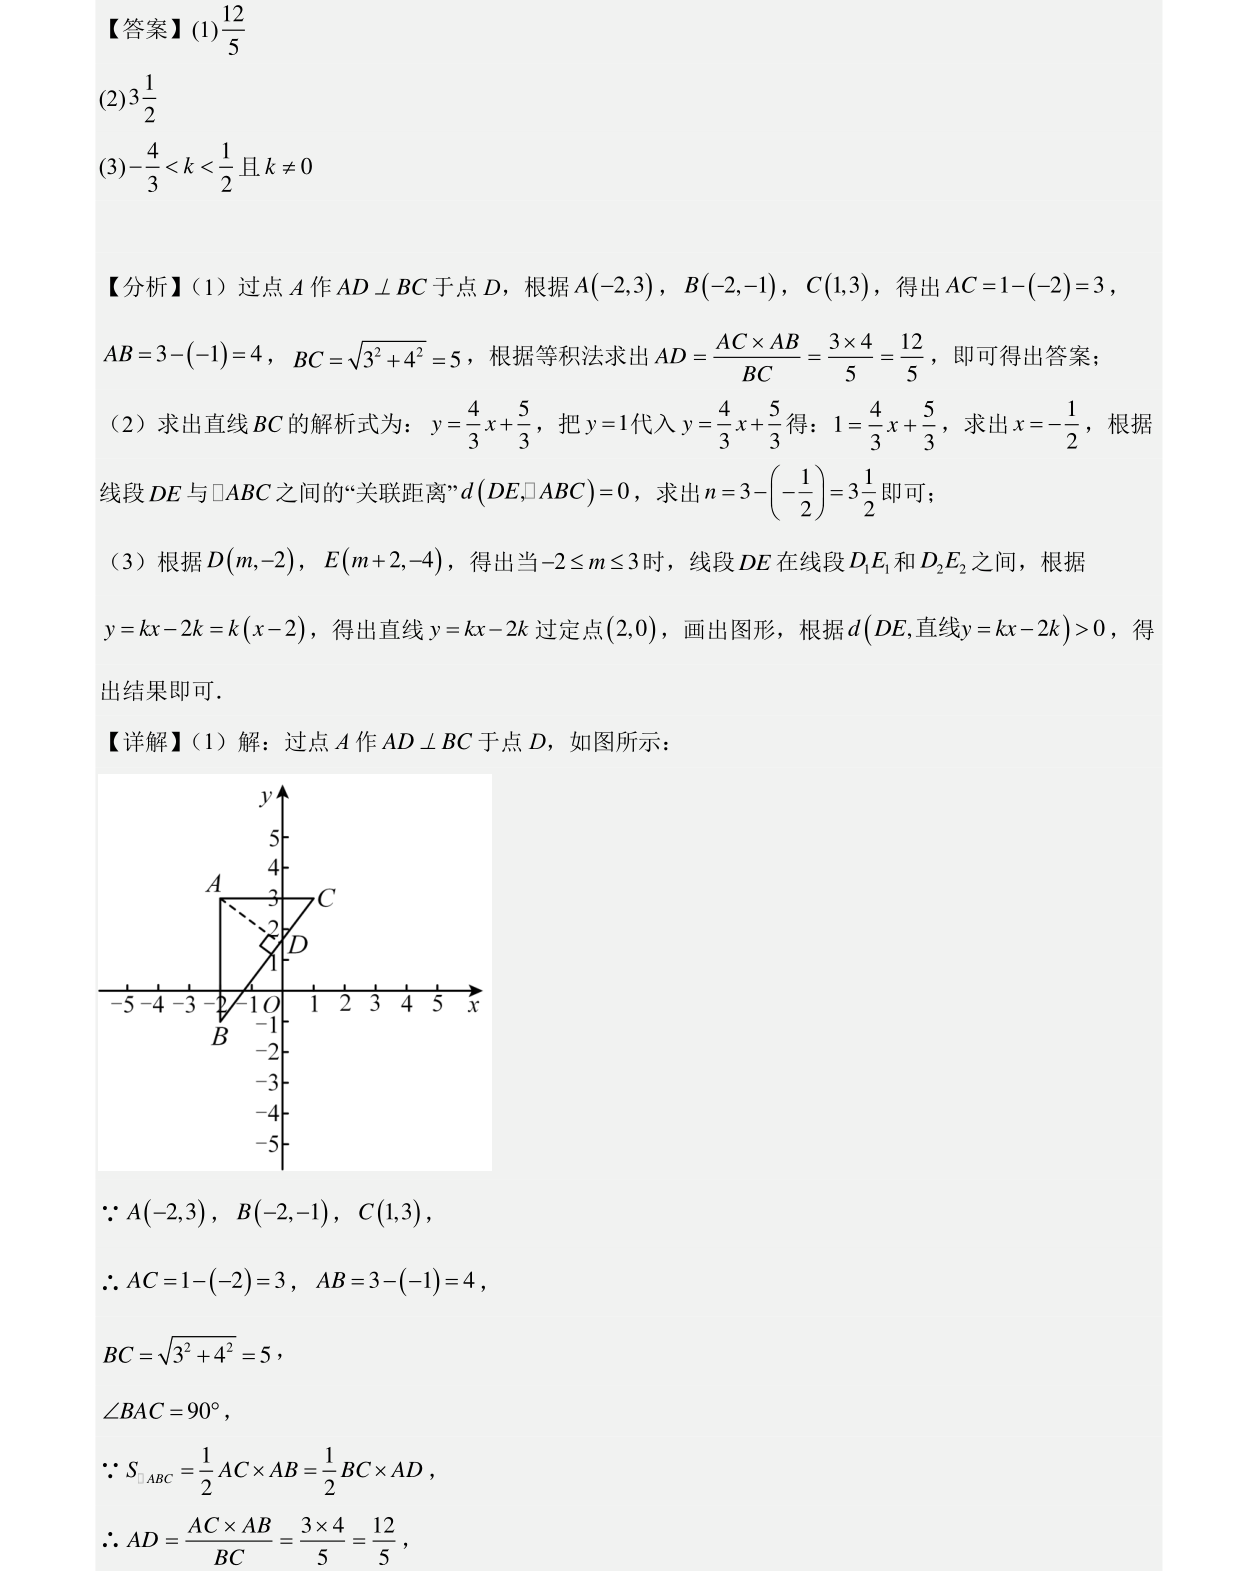 【答案】(1)12/5
(2)3 1/2
(3)−4/3<k<1/2且k≠0
【分析】（1）过点A作AD⊥BC于点D，根据A(−2,3)，B(−2,−1)，C(1,3)，得出AC=1−(−2)=3，
AB=3−(−1)=4，BC=√(3²+4²)=5，根据等积法求出AD=(AC×AB)/BC=(3×4)/5=12/5，即可得出答案；
（2）求出直线BC的解析式为：y=4/3x+5/3，把y=1代入y=4/3x+5/3得：1=4/3x+5/3，求出x=−1/2，根据
线段DE与□ABC之间的“关联距离”d(DE,□ABC)=0，求出n=3−(−1/2)=3 1/2即可；
（3）根据D(m,−2)，E(m+2,−4)，得出当−2≤m≤3时，线段DE在线段D₁E₁和D₂E₂之间，根据
y=kx−2k=k(x−2)，得出直线y=kx−2k过定点(2,0)，画出图形，根据d(DE,直线y=kx−2k)>0，得
出结果即可．
【详解】（1）解：过点A作AD⊥BC于点D，如图所示：
y
5
4
A
3 C
2
D
1
−5 −4 −3 −2 −1 O 1 2 3 4 5 x
−1
B
−2
−3
−4
−5
∵A(−2,3)，B(−2,−1)，C(1,3)，
∴AC=1−(−2)=3，AB=3−(−1)=4，
BC=√(3²+4²)=5，
∠BAC=90°，
∵S□ABC=1/2AC×AB=1/2BC×AD，
∴AD=(AC×AB)/BC=(3×4)/5=12/5，